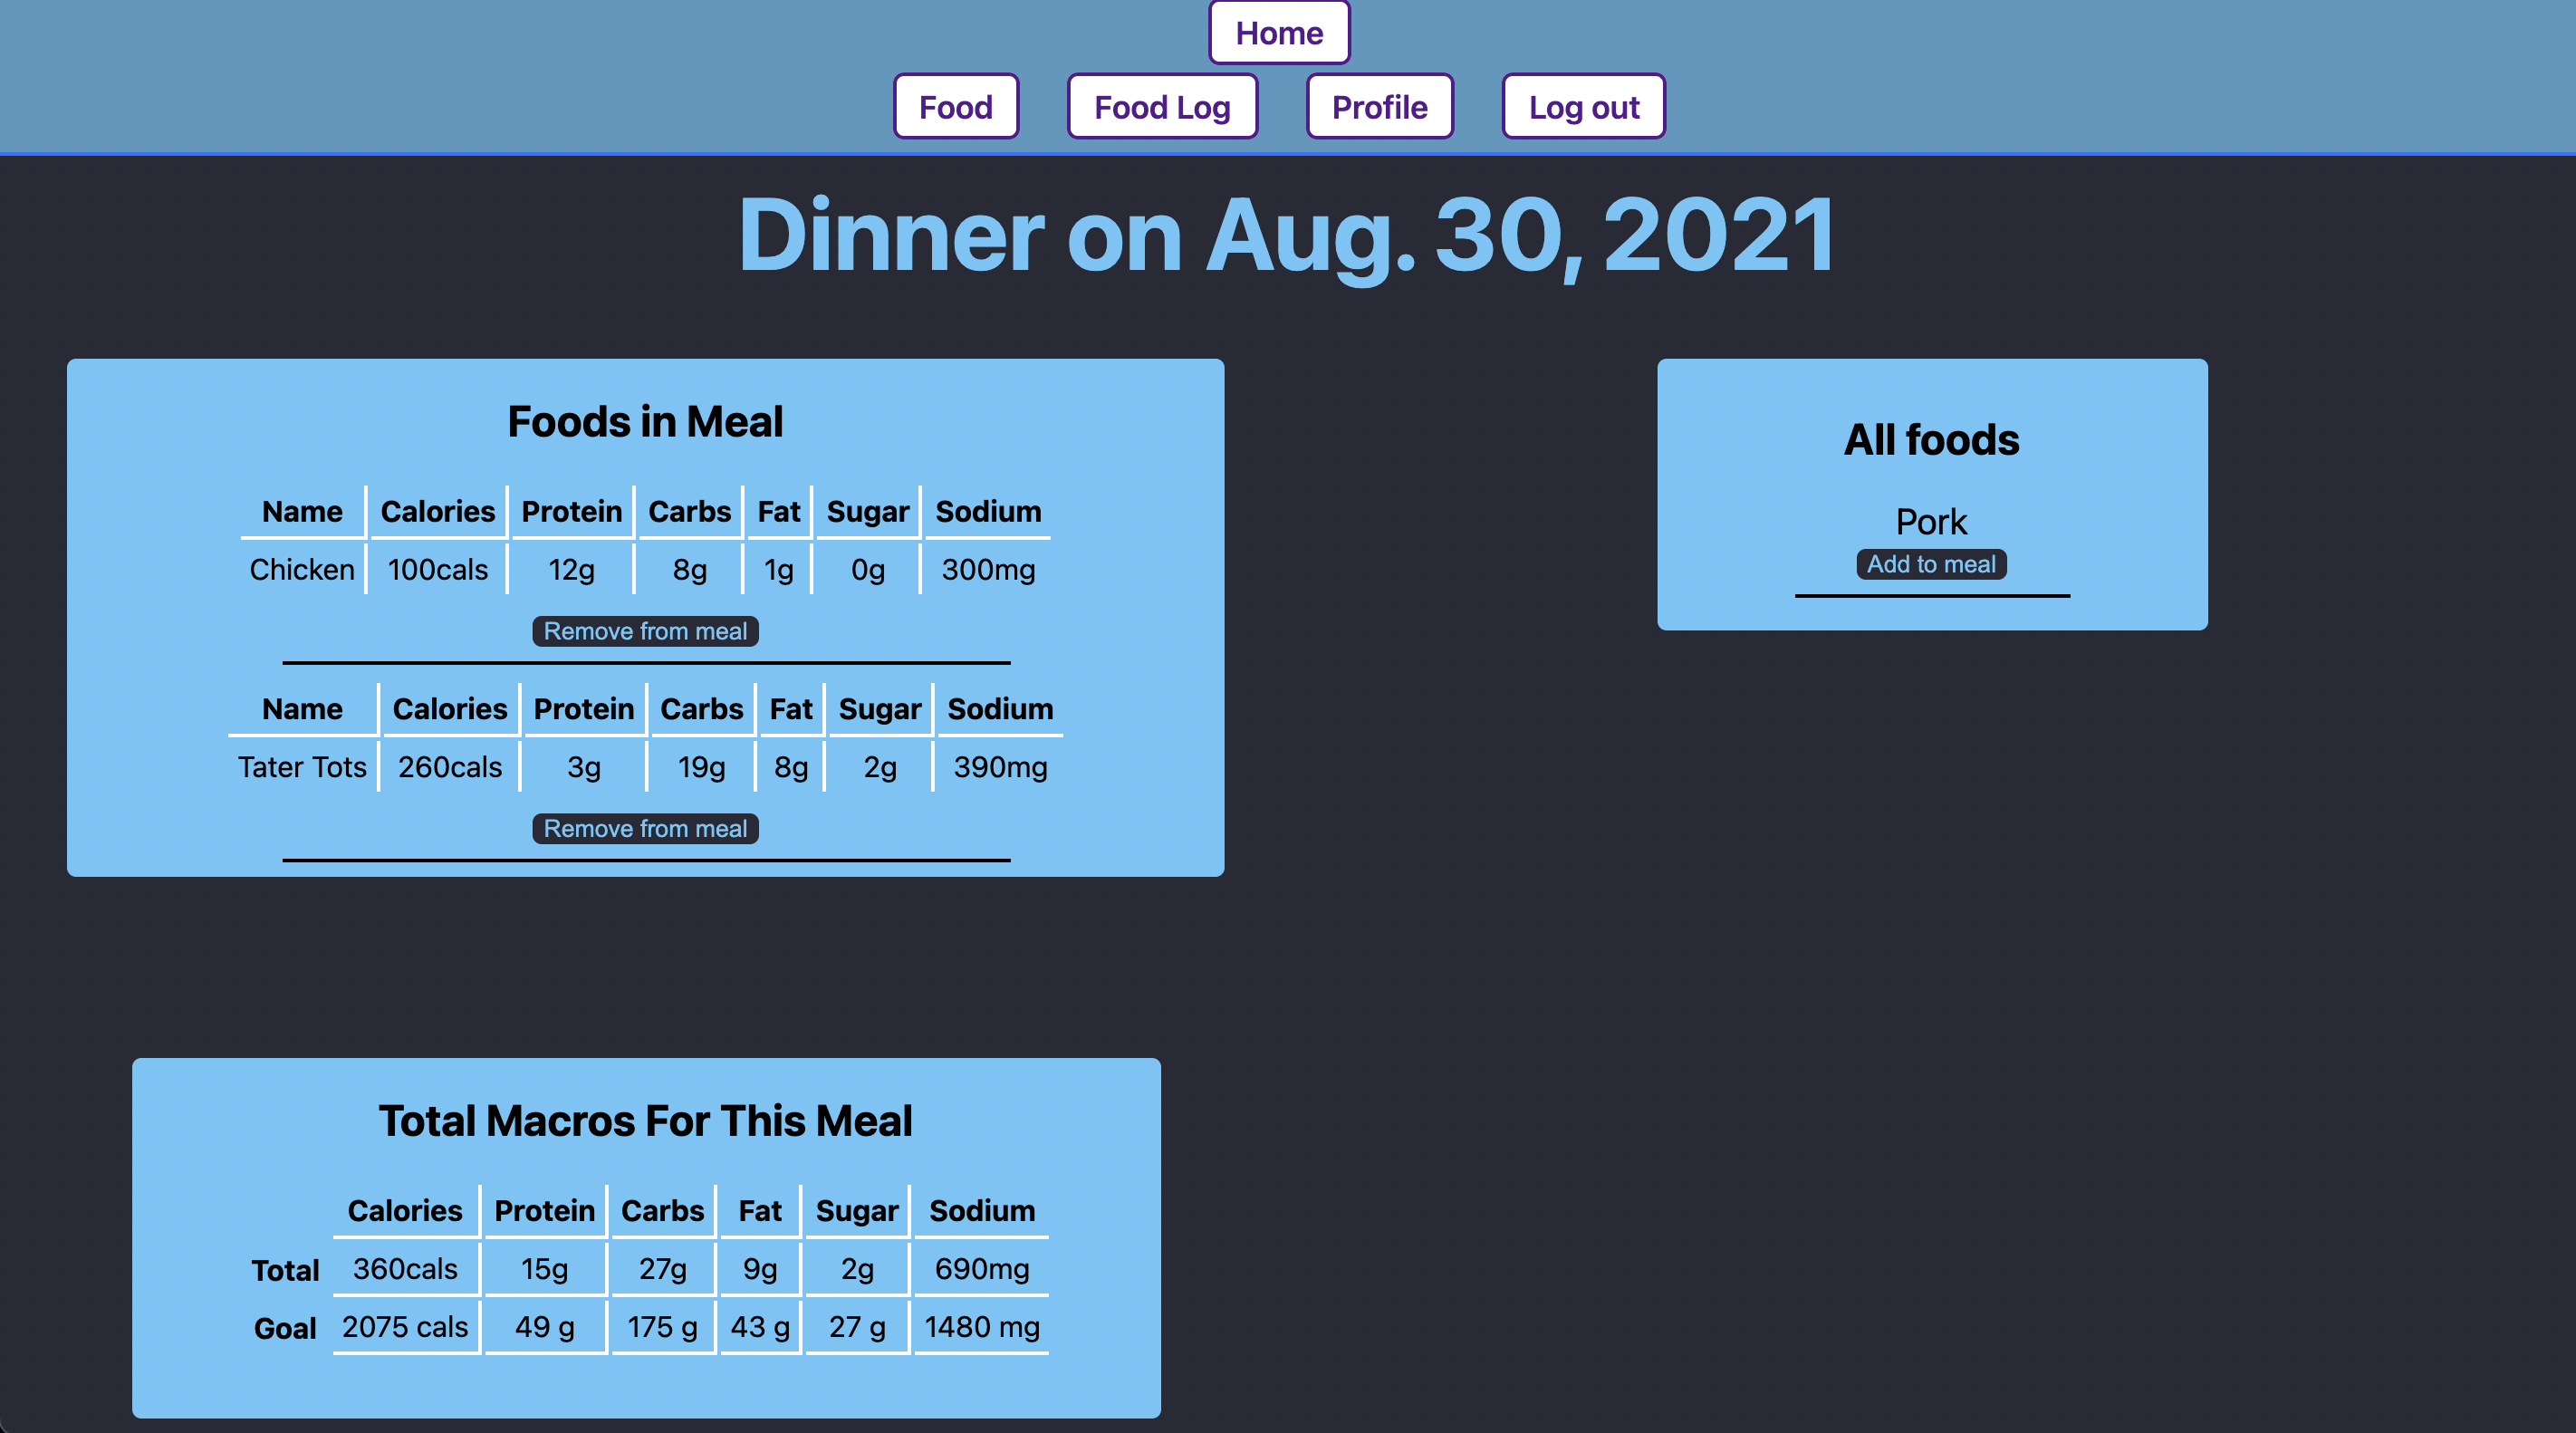 Home
Food Food Log Profile Log out
Dinner on Aug. 30, 2021
Foods in Meal
Name Calories Protein Carbs Fat Sugar Sodium
Chicken 100cals 12g 8g 1g 0g 300mg
Remove from meal
Name Calories Protein Carbs Fat Sugar Sodium
Tater Tots 260cals 3g 19g 8g 2g 390mg
Remove from meal
All foods
Pork
Add to meal
Total Macros For This Meal
Calories Protein Carbs Fat Sugar Sodium
Total 360cals 15g 27g 9g 2g 690mg
Goal 2075 cals 49 g 175 g 43 g 27 g 1480 mg